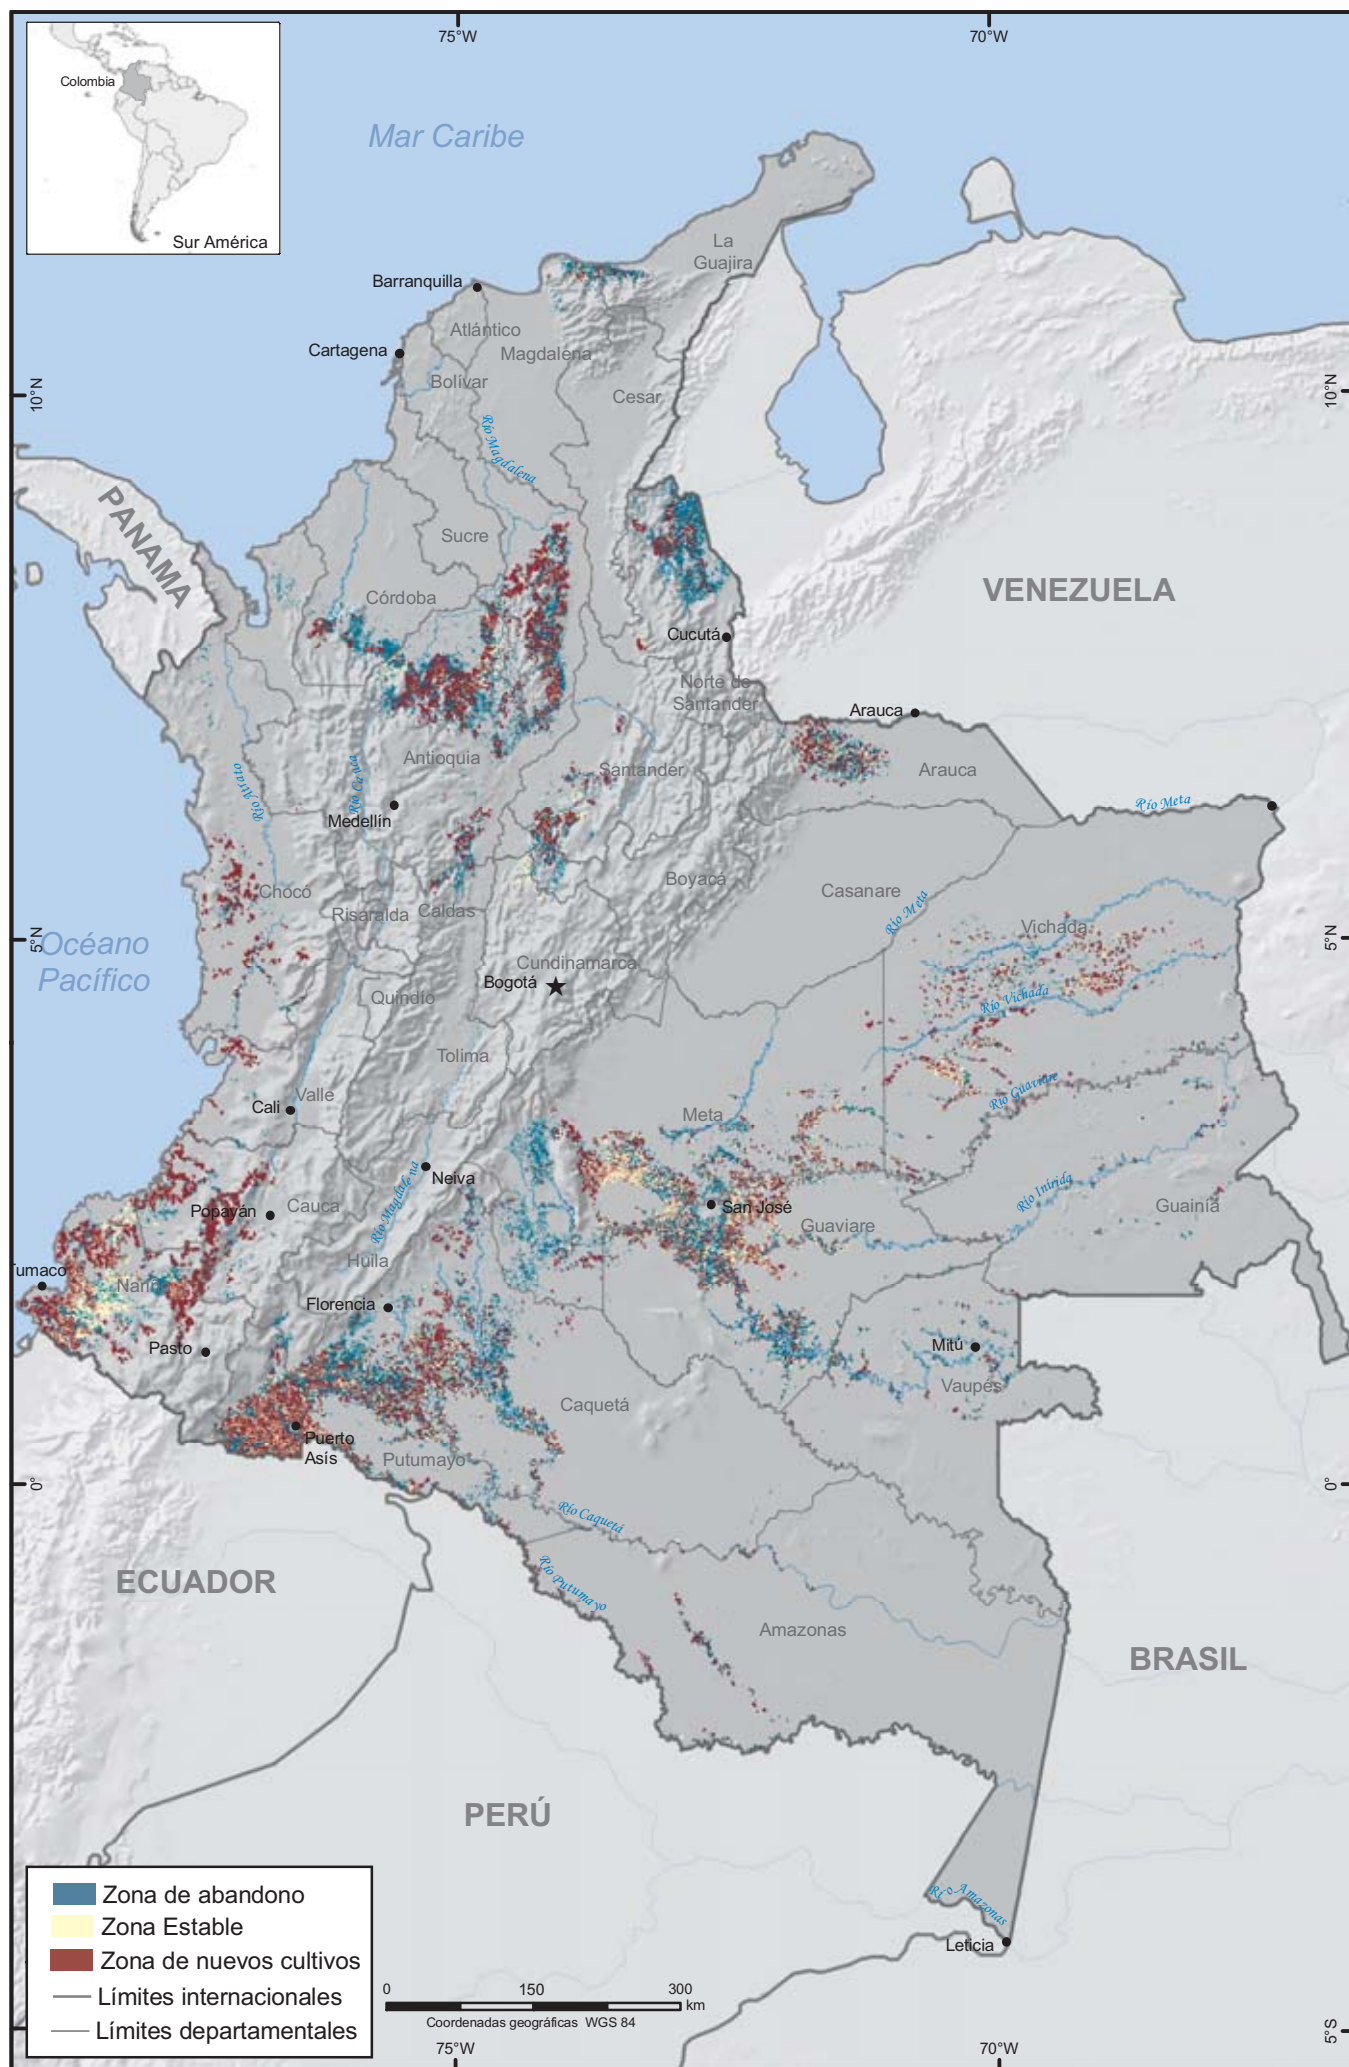 75°W
70°W
Colombia
Sur América
Mar Caribe
La
Guajira
Barranquilla
Atlántico
Magdalena
Cartagena
Bolívar
Cesar
10°N
10°N
Río Magdalena
PANAMA
Sucre
Córdoba
VENEZUELA
Cucutá
Norte de
Santander
Arauca
Antioquia
Santander
Arauca
Río Atrato
Río Cauca
Río Meta
Medellín
Chocó
Boyacá
Casanare
Risaralda
Caldas
Río Meta
Vichada
5°N
5°N
Océano
Pacífico
Cundinamarca
Bogotá
Quindío
Río Vichada
Tolima
Valle
Cali
Río Guaviare
Meta
Neiva
Río Magdalena
Río Inírida
Popayán
Cauca
San José
Guaviare
Guainía
Huila
Tumaco
Nariño
Florencia
Pasto
Mitú
Vaupés
Caquetá
Puerto
Asís
Putumayo
0°
0°
Río Caquetá
ECUADOR
Río Putumayo
Amazonas
BRASIL
PERÚ
Río Amazonas
Leticia
Zona de abandono
Zona Estable
Zona de nuevos cultivos
Límites internacionales
Límites departamentales
0 150 300
km
Coordenadas geográficas WGS 84
5°S
75°W
70°W